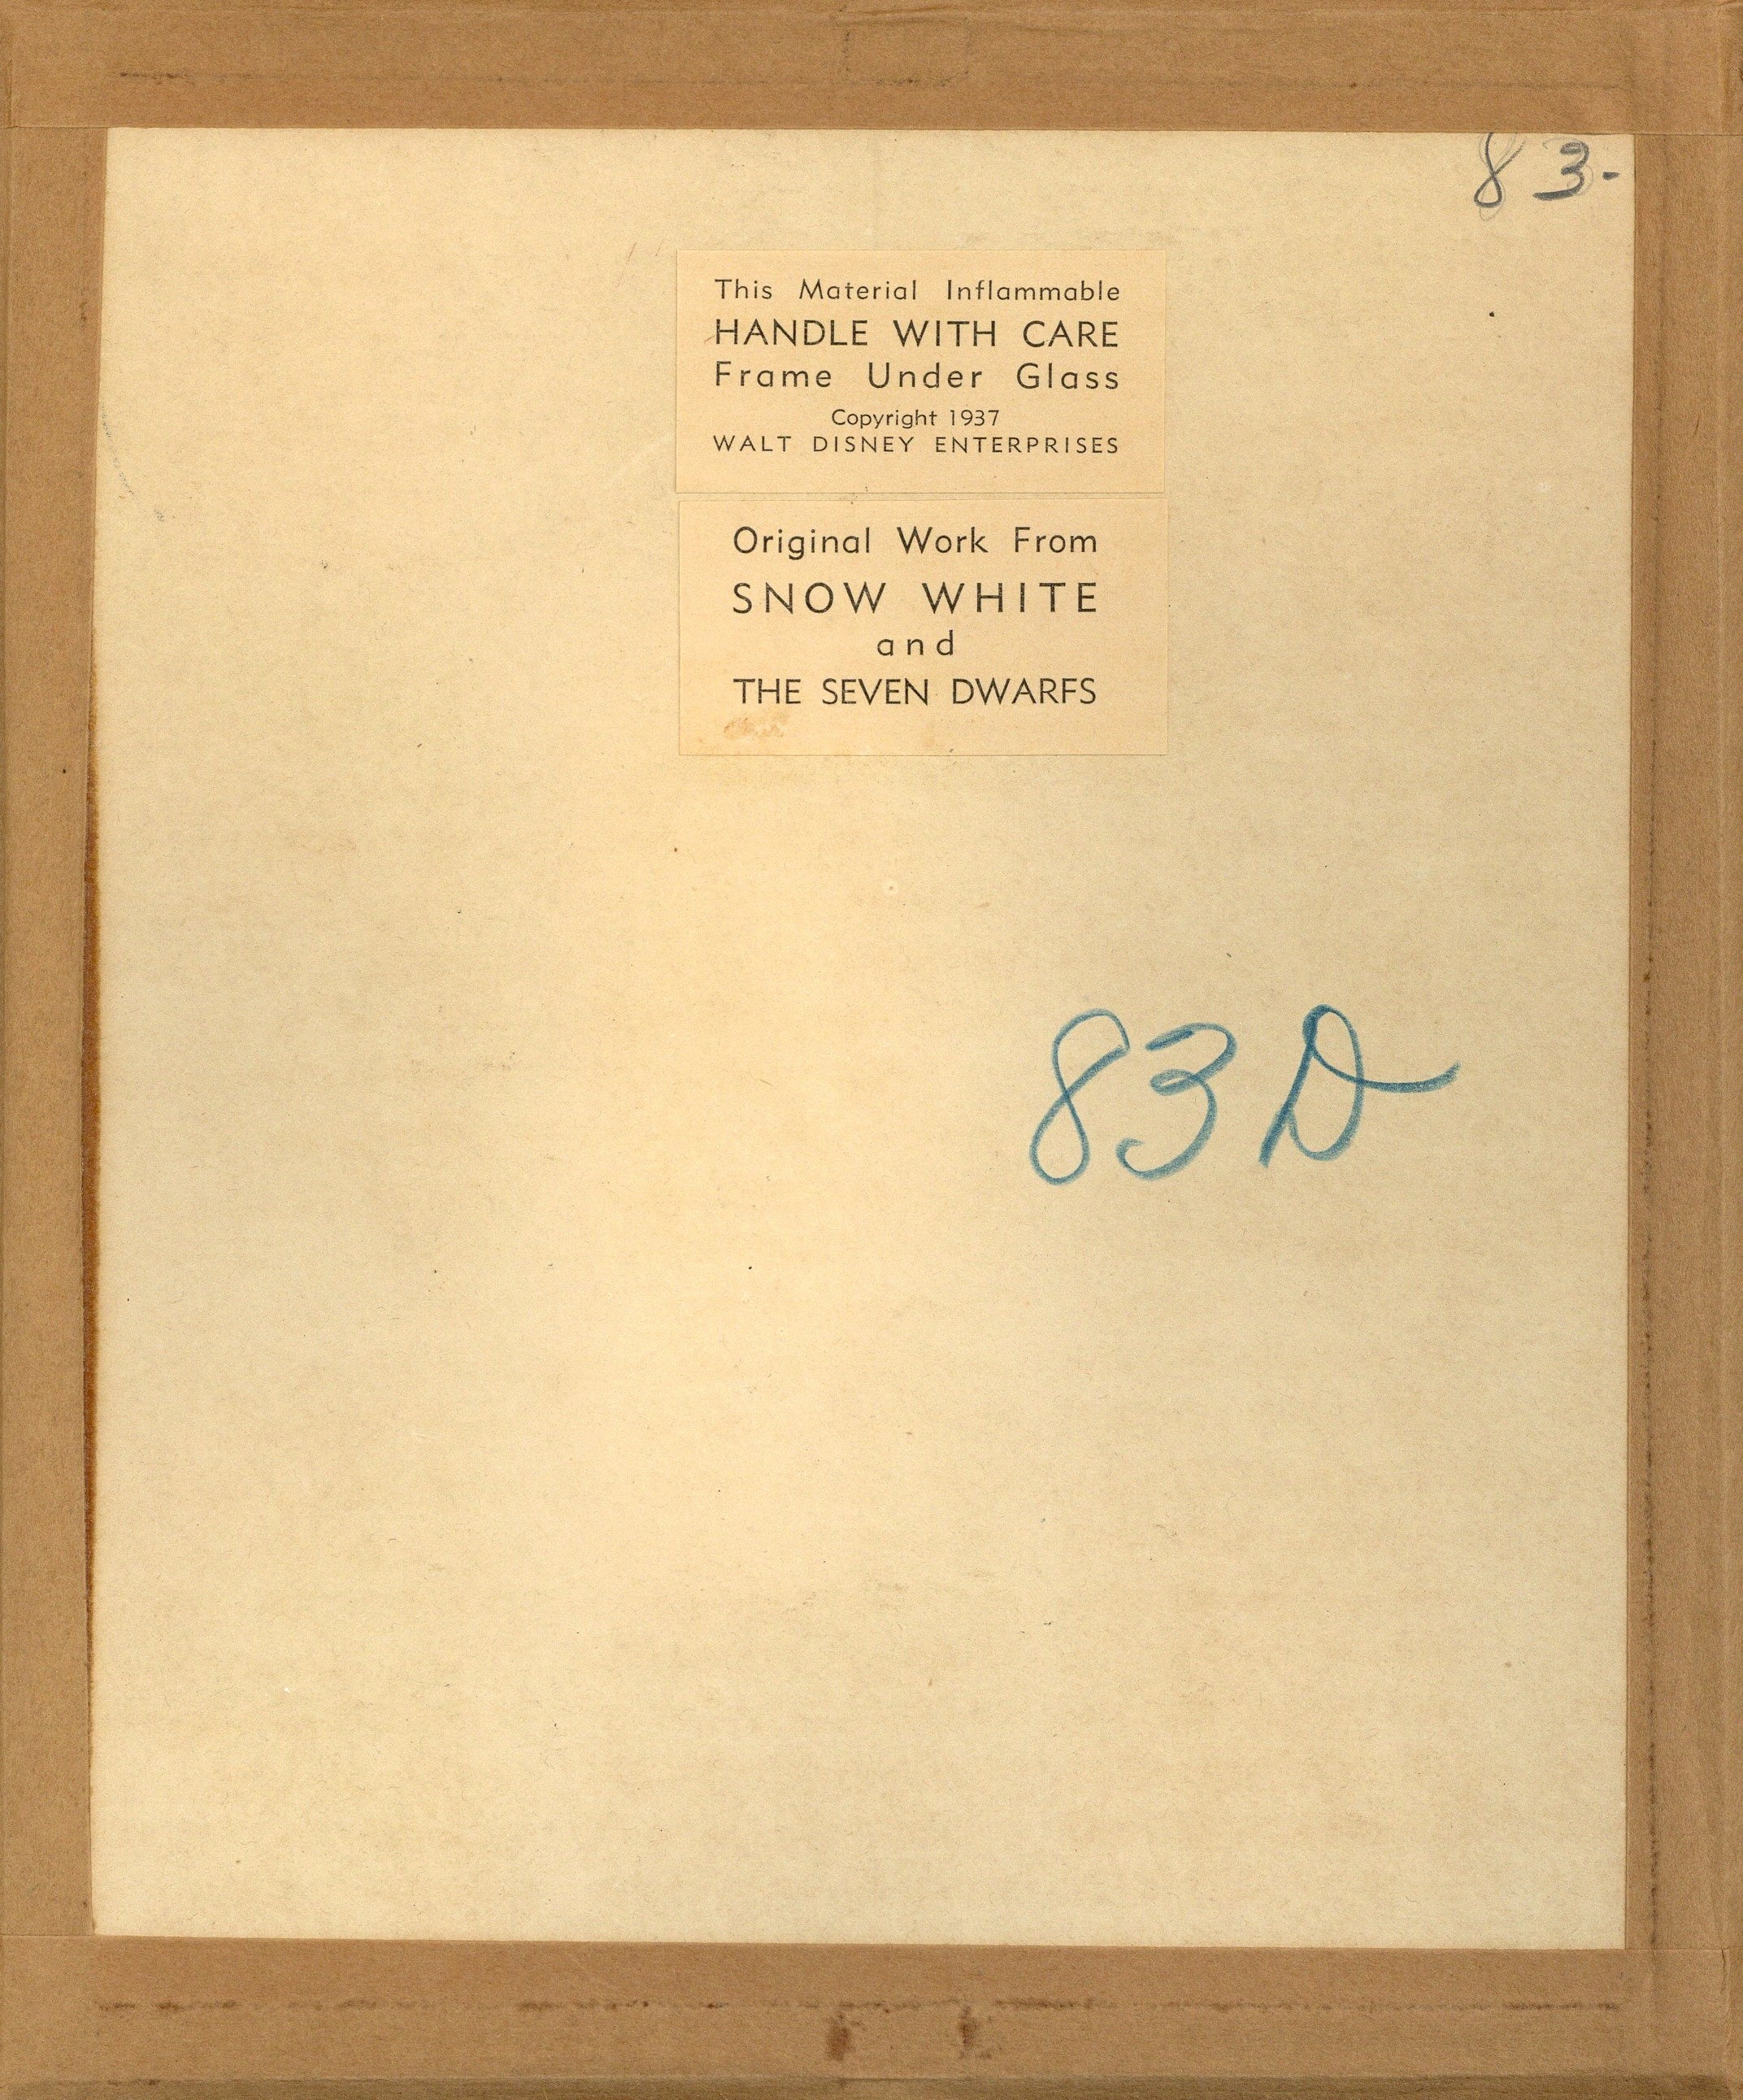 83-
This Material Inflammable
HANDLE WITH CARE
Frame Under Glass
Copyright 1937
WALT DISNEY ENTERPRISES
Original Work From
SNOW WHITE
and
THE SEVEN DWARFS
83D